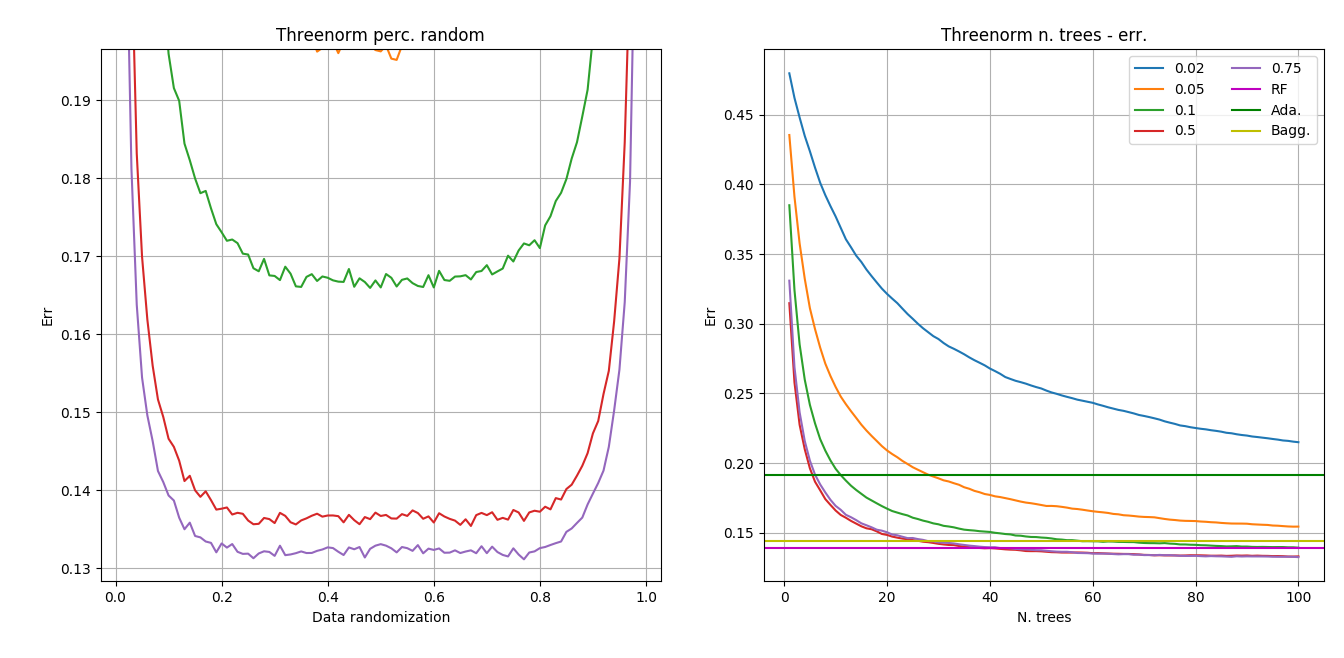 Threenorm perc. random
Err
0.19
0.18
0.17
0.16
0.15
0.14
0.13
0.0 0.2 0.4 0.6 0.8 1.0
Data randomization
Threenorm n. trees - err.
Err
0.45
0.40
0.35
0.30
0.25
0.20
0.15
0 20 40 60 80 100
N. trees
0.02 0.75
0.05 RF
0.1 Ada.
0.5 Bagg.